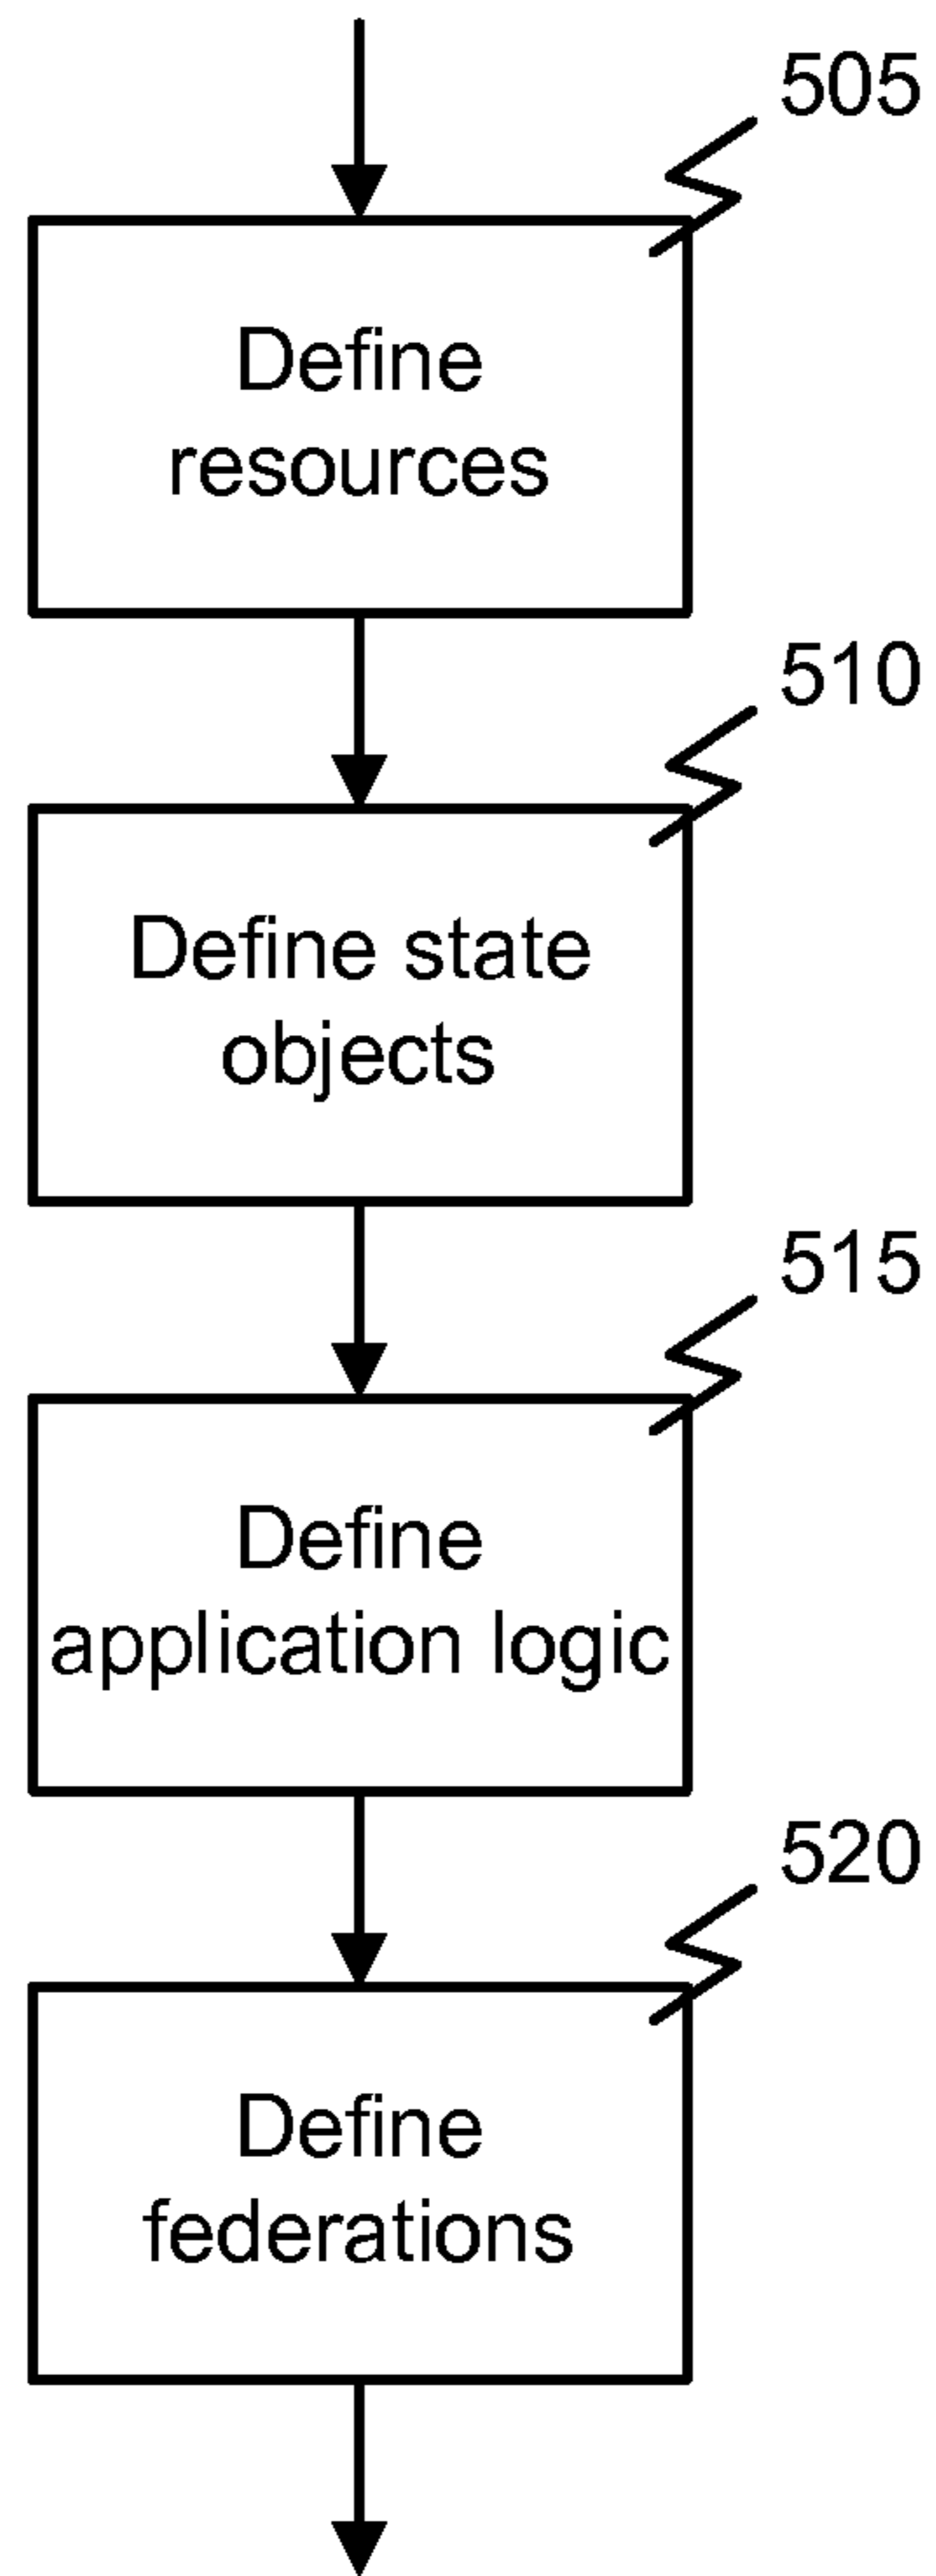 505
Define
resources
510
Define state
objects
515
Define
application logic
520
Define
federations